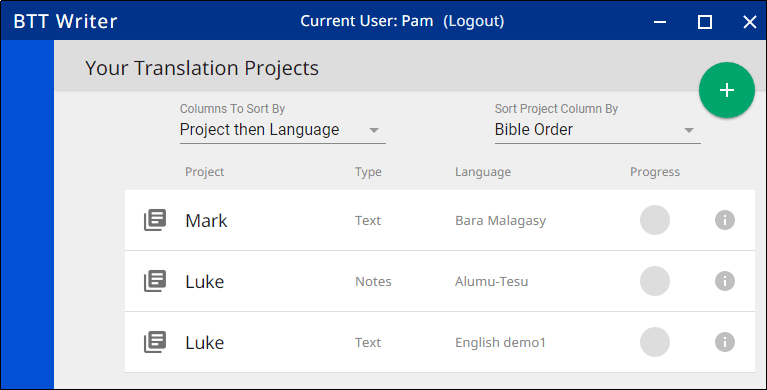 BTT Writer Current User: Pam (Logout)
Your Translation Projects
Columns To Sort By Sort Project Column By
Project then Language Bible Order
Project Type Language Progress
Mark Text Bara Malagasy
Luke Notes Alumu-Tesu
Luke Text English demo1